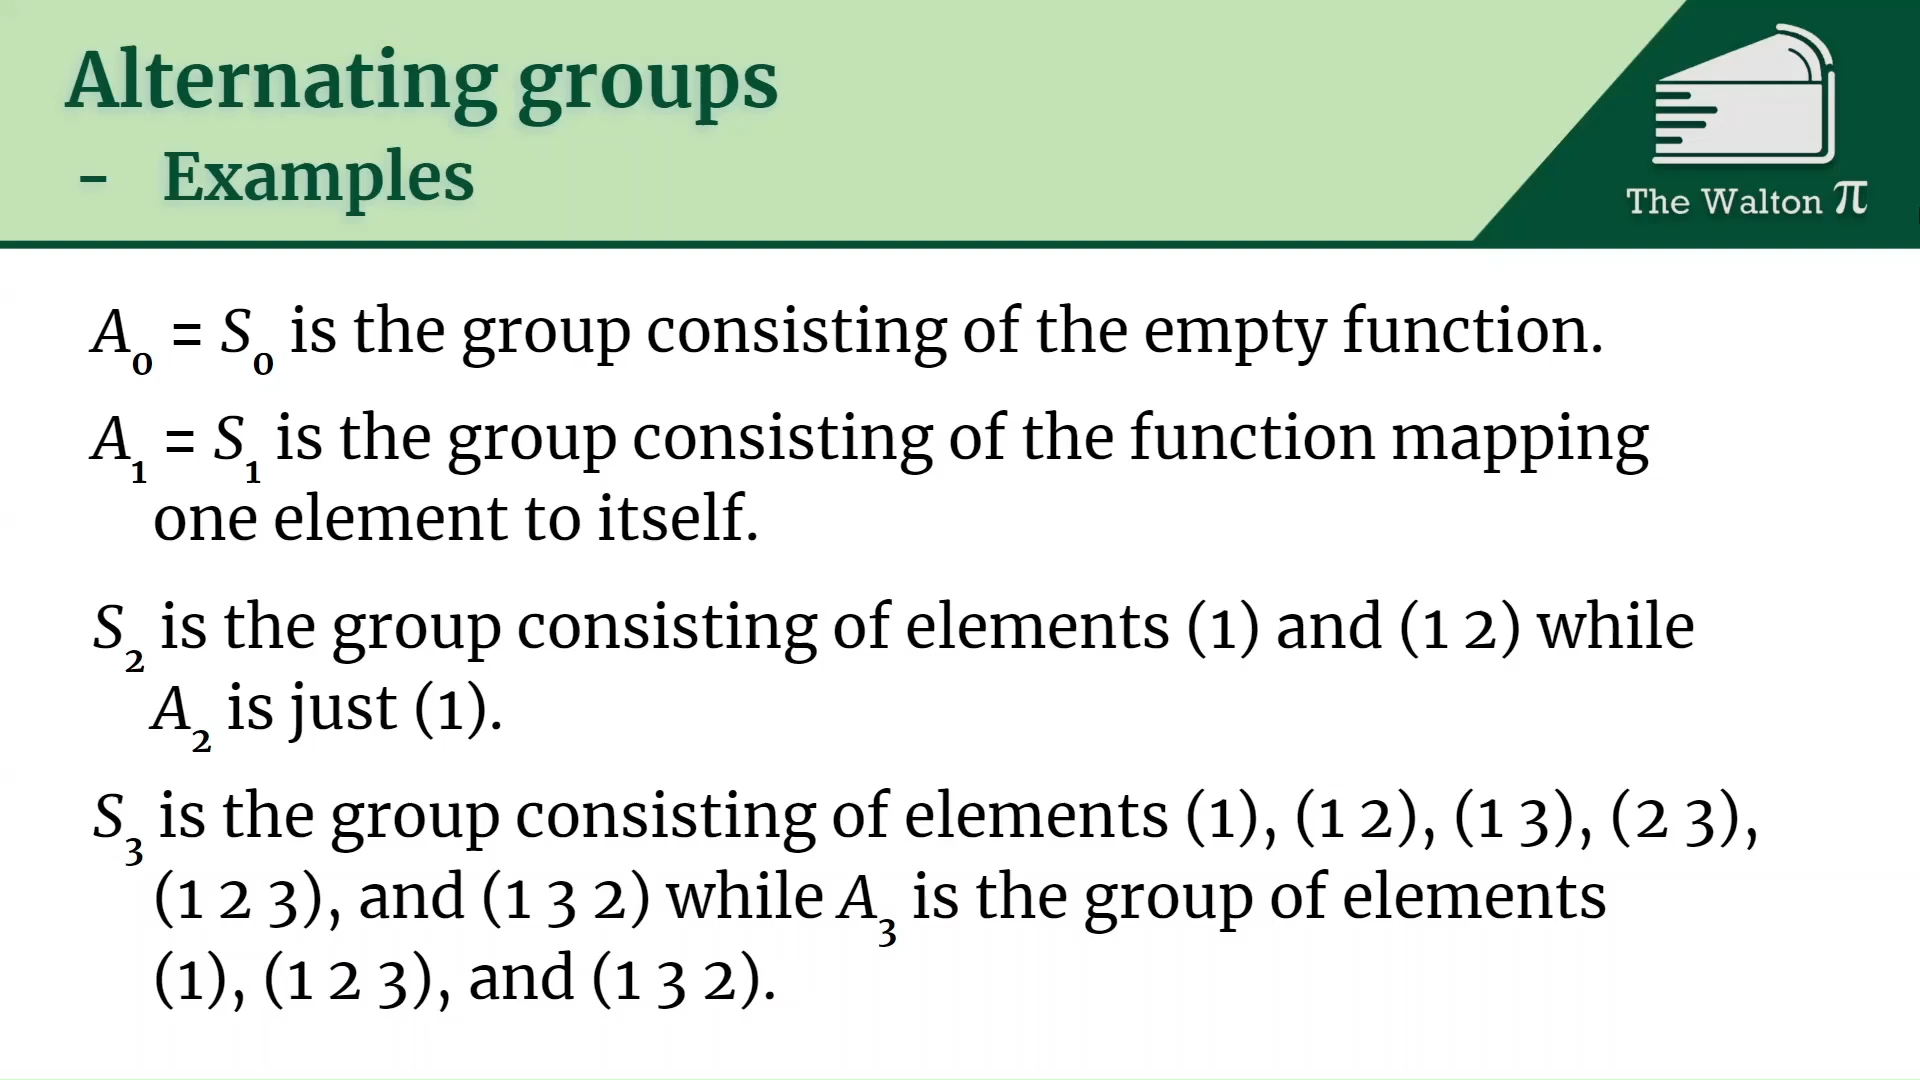 Alternating groups
- Examples
The Walton π
A₀ = S₀ is the group consisting of the empty function.
A₁ = S₁ is the group consisting of the function mapping
one element to itself.
S₂ is the group consisting of elements (1) and (1 2) while
A₂ is just (1).
S₃ is the group consisting of elements (1), (1 2), (1 3), (2 3),
(1 2 3), and (1 3 2) while A₃ is the group of elements
(1), (1 2 3), and (1 3 2).